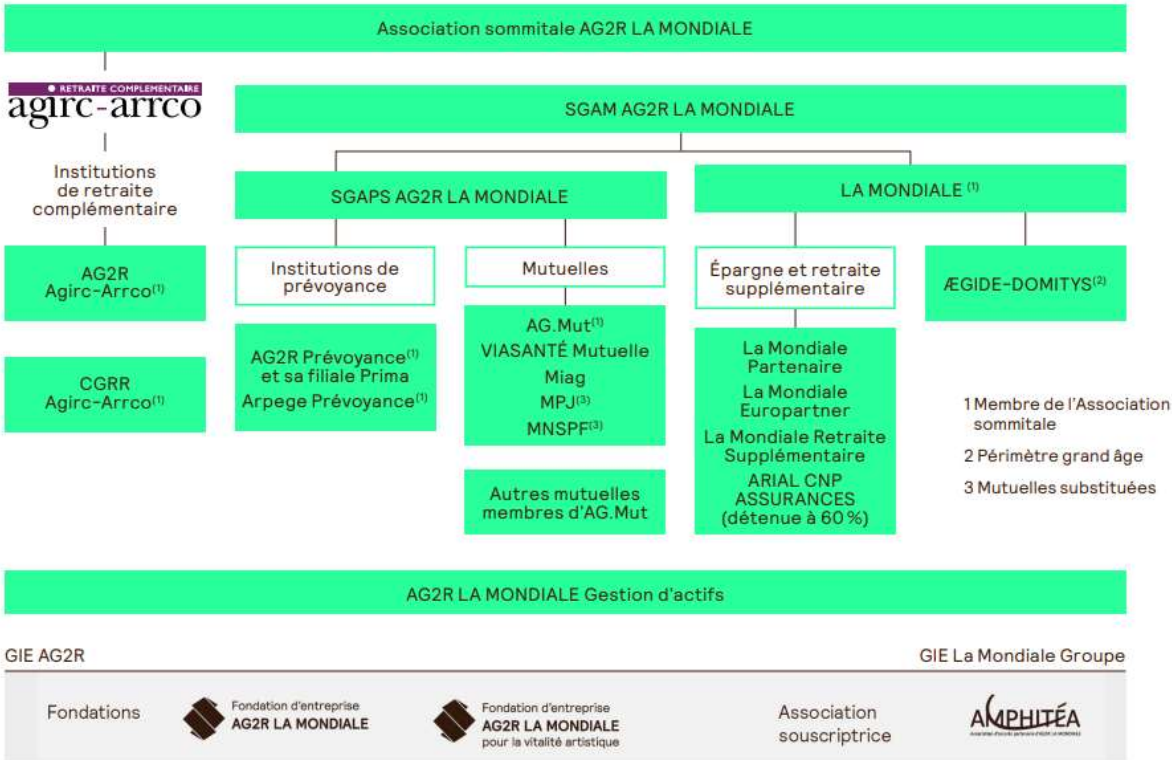 Association sommitale AG2R LA MONDIALE
RETRAITE COMPLEMENTAIRE
agirc-arrco
Institutions
de retraite
complémentaire
AG2R
Agirc-Arrco(1)
CGRR
Agirc-Arrco(1)
SGAM AG2R LA MONDIALE
SGAPS AG2R LA MONDIALE
Institutions de
prévoyance
AG2R Prévoyance(1)
et sa filiale Prima
Arpege Prévoyance(1)
Mutuelles
AG.Mut(1)
VIASANTÉ Mutuelle
Miag
MPJ(3)
MNSPF(3)
Autres mutuelles
membres d'AG.Mut
LA MONDIALE (1)
Épargne et retraite
supplémentaire
La Mondiale
Partenaire
La Mondiale
Europartner
La Mondiale Retraite
Supplémentaire
ARIAL CNP
ASSURANCES
(détenue à 60 %)
ÆGIDE-DOMITYS(2)
1 Membre de l'Association
sommitale
2 Périmètre grand âge
3 Mutuelles substituées
AG2R LA MONDIALE Gestion d'actifs
GIE AG2R
GIE La Mondiale Groupe
Fondations
Fondation d'entreprise
AG2R LA MONDIALE
Fondation d'entreprise
AG2R LA MONDIALE
pour la vitalité artistique
Association
souscriptrice
AMPHITÉA